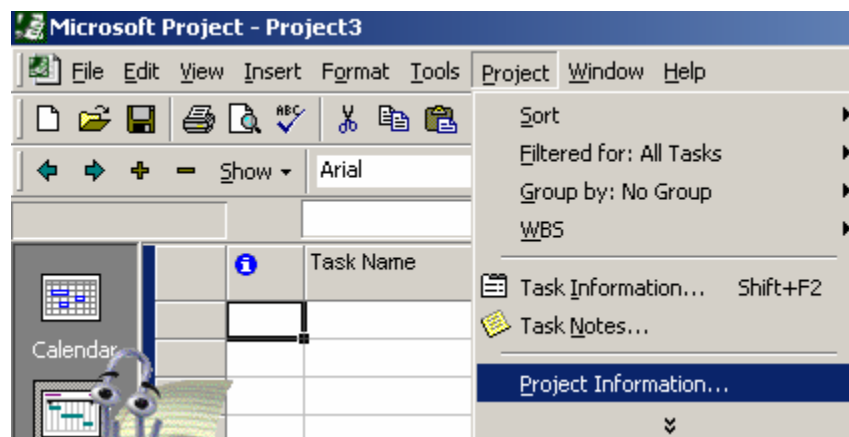 Microsoft Project - Project3
File Edit View Insert Format Tools Project Window Help
ABC
Sort
Filtered for: All Tasks
Show Arial
Group by: No Group
WBS
Task Name
Task Information... Shift+F2
Task Notes...
Calendar
Project Information...